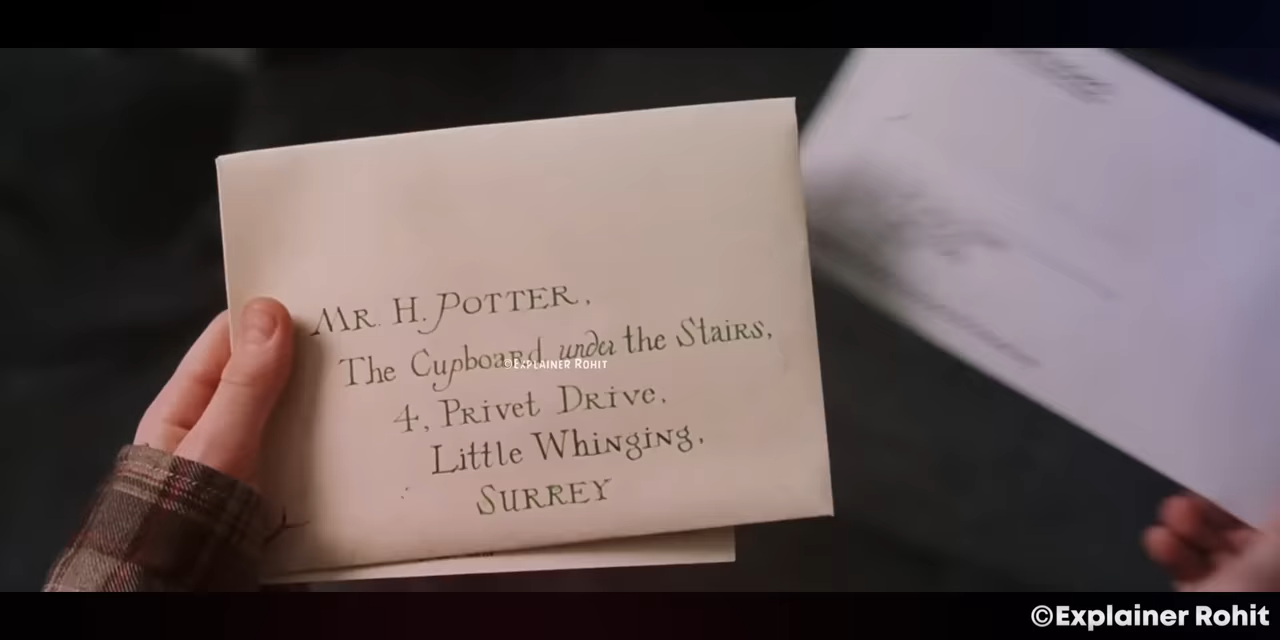 Mr. H. Potter,
The Cupboard under the Stairs,
©Explainer Rohit
4, Privet Drive,
Little Whinging,
Surrey
©Explainer Rohit